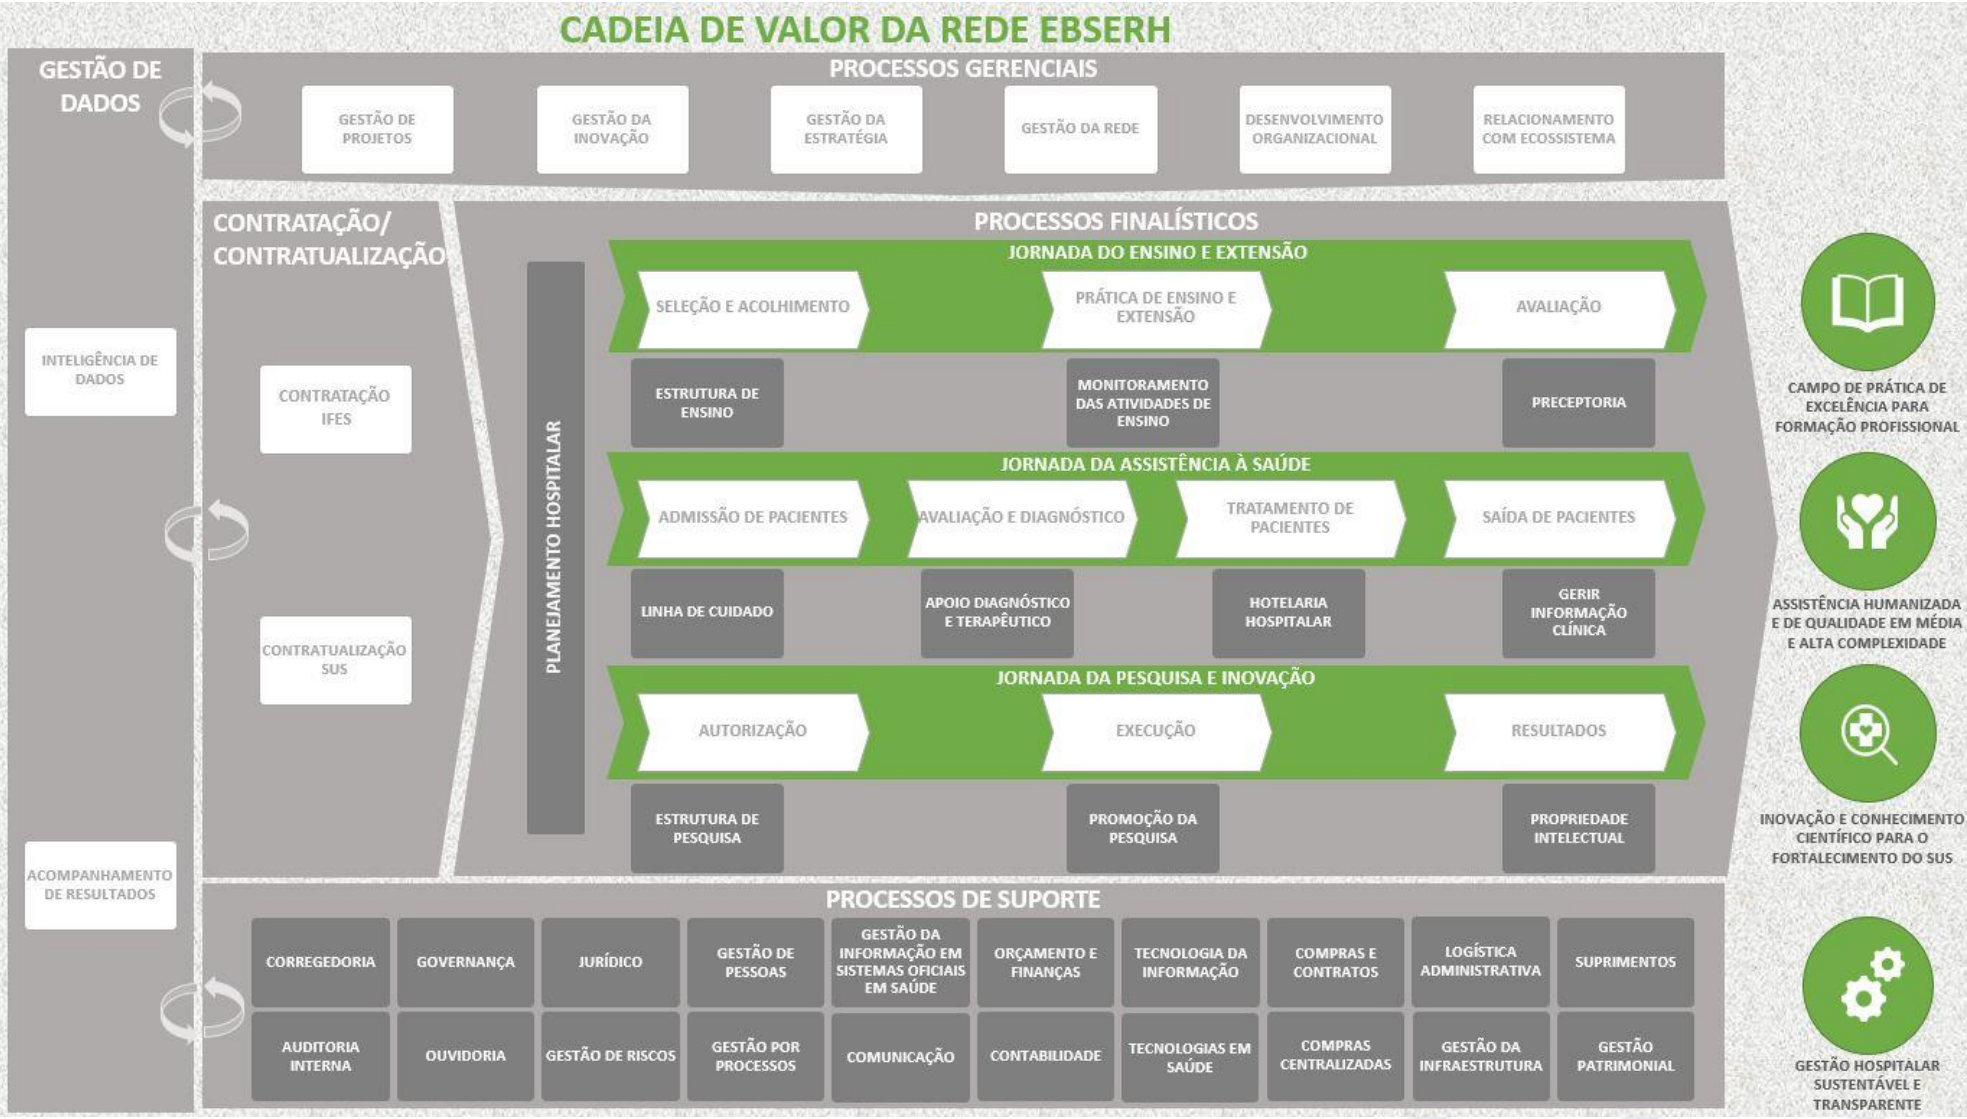 CADEIA DE VALOR DA REDE EBSERH
GESTÃO DE
DADOS
INTELIGÊNCIA DE
DADOS
ACOMPANHAMENTO
DE RESULTADOS
PROCESSOS GERENCIAIS
GESTÃO DE
PROJETOS
GESTÃO DA
INOVAÇÃO
GESTÃO DA
ESTRATÉGIA
GESTÃO DA REDE
DESENVOLVIMENTO
ORGANIZACIONAL
RELACIONAMENTO
COM ECOSSISTEMA
CONTRATAÇÃO/
CONTRATUALIZAÇÃO
CONTRATAÇÃO
IFES
CONTRATUALIZAÇÃO
SUS
PROCESSOS FINALÍSTICOS
PLANEJAMENTO HOSPITALAR
JORNADA DO ENSINO E EXTENSÃO
SELEÇÃO E ACOLHIMENTO
PRÁTICA DE ENSINO E
EXTENSÃO
AVALIAÇÃO
ESTRUTURA DE
ENSINO
MONITORAMENTO
DAS ATIVIDADES DE
ENSINO
PRECEPTORIA
JORNADA DA ASSISTÊNCIA À SAÚDE
ADMISSÃO DE PACIENTES
AVALIAÇÃO E DIAGNÓSTICO
TRATAMENTO DE
PACIENTES
SAÍDA DE PACIENTES
LINHA DE CUIDADO
APOIO DIAGNÓSTICO
E TERAPÊUTICO
HOTELARIA
HOSPITALAR
GERIR
INFORMAÇÃO
CLÍNICA
JORNADA DA PESQUISA E INOVAÇÃO
AUTORIZAÇÃO
EXECUÇÃO
RESULTADOS
ESTRUTURA DE
PESQUISA
PROMOÇÃO DA
PESQUISA
PROPRIEDADE
INTELECTUAL
PROCESSOS DE SUPORTE
CORREGEDORIA
GOVERNANÇA
JURÍDICO
GESTÃO DE
PESSOAS
GESTÃO DA
INFORMAÇÃO EM
SISTEMAS OFICIAIS
EM SAÚDE
ORÇAMENTO E
FINANÇAS
TECNOLOGIA DA
INFORMAÇÃO
COMPRAS E
CONTRATOS
LOGÍSTICA
ADMINISTRATIVA
SUPRIMENTOS
AUDITORIA
INTERNA
OUVIDORIA
GESTÃO DE RISCOS
GESTÃO POR
PROCESSOS
COMUNICAÇÃO
CONTABILIDADE
TECNOLOGIAS EM
SAÚDE
COMPRAS
CENTRALIZADAS
GESTÃO DA
INFRAESTRUTURA
GESTÃO
PATRIMONIAL
CAMPO DE PRÁTICA DE
EXCELÊNCIA PARA
FORMAÇÃO PROFISSIONAL
ASSISTÊNCIA HUMANIZADA
E DE QUALIDADE EM MÉDIA
E ALTA COMPLEXIDADE
INOVAÇÃO E CONHECIMENTO
CIENTÍFICO PARA O
FORTALECIMENTO DO SUS
GESTÃO HOSPITALAR
SUSTENTÁVEL E
TRANSPARENTE